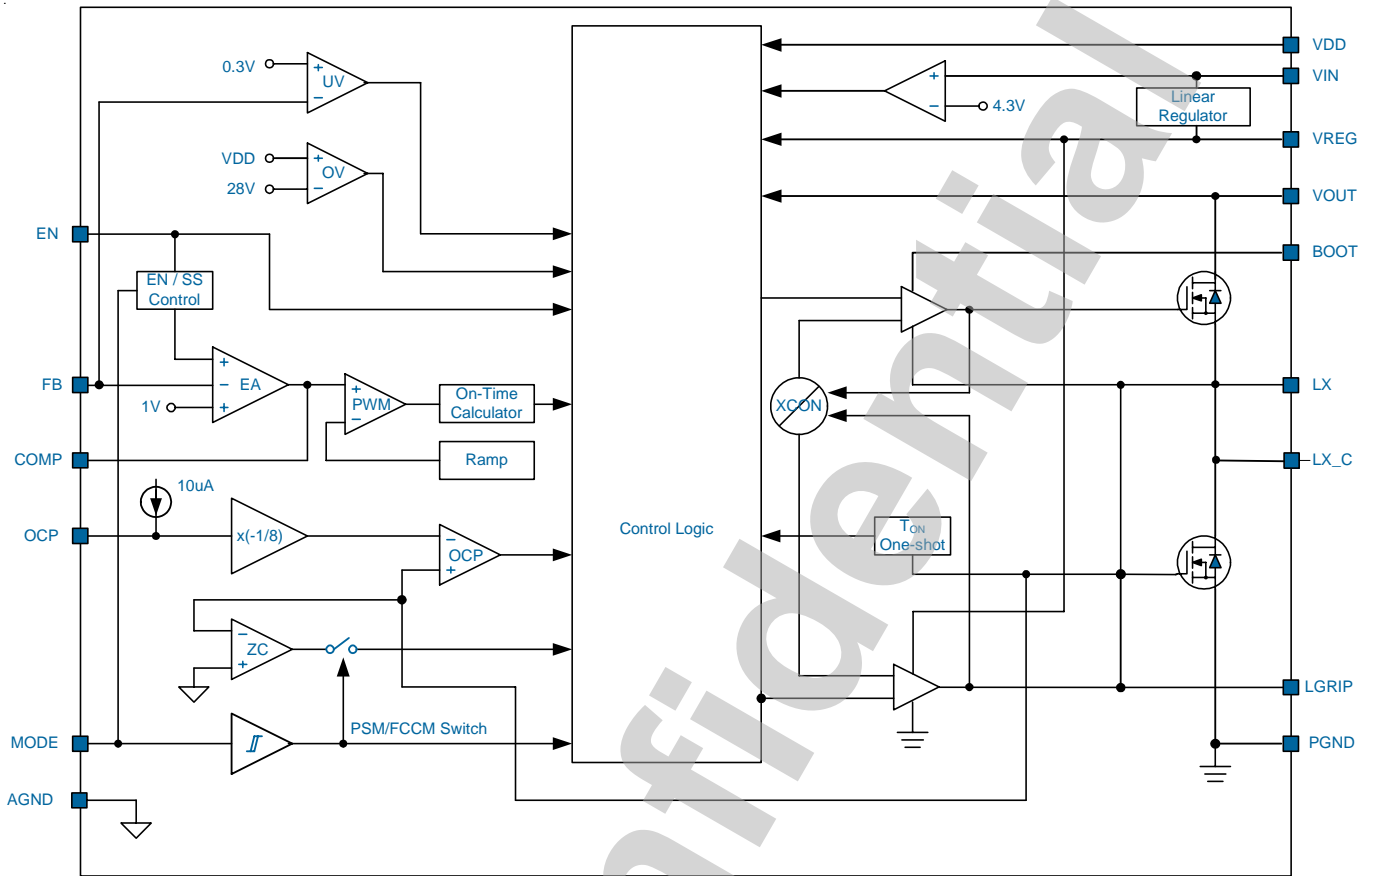 0.3V
+
UV
−
VDD
+
OV
28V
−
EN
EN / SS
Control
+
FB
−
EA
1V
+
+
PWM
−
On-Time
Calculator
COMP
Ramp
10uA
OCP
x(-1/8)
−
OCP
+
−
ZC
+
PSM/FCCM Switch
MODE
AGND
Control Logic
+
−
4.3V
Linear
Regulator
XCON
TON
One-shot
VDD
VIN
VREG
VOUT
BOOT
LX
LX_C
LGRIP
PGND
nfidential